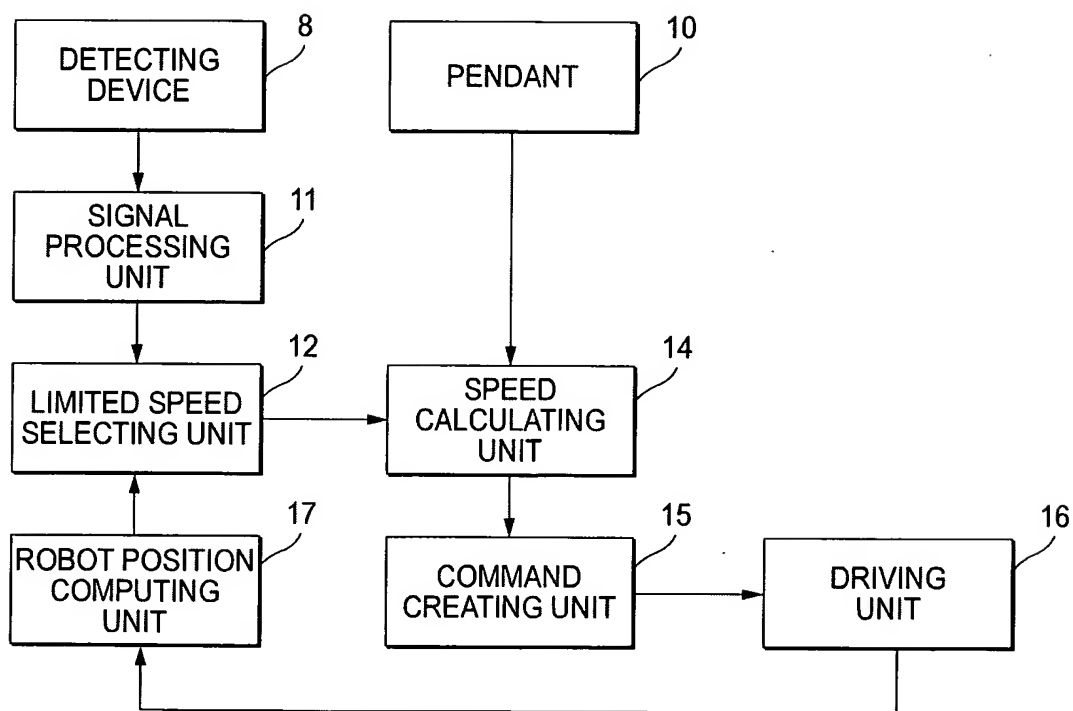 8
DETECTING
DEVICE
10
PENDANT
11
SIGNAL
PROCESSING
UNIT
12
LIMITED SPEED
SELECTING UNIT
14
SPEED
CALCULATING
UNIT
17
ROBOT POSITION
COMPUTING
UNIT
15
COMMAND
CREATING UNIT
16
DRIVING
UNIT